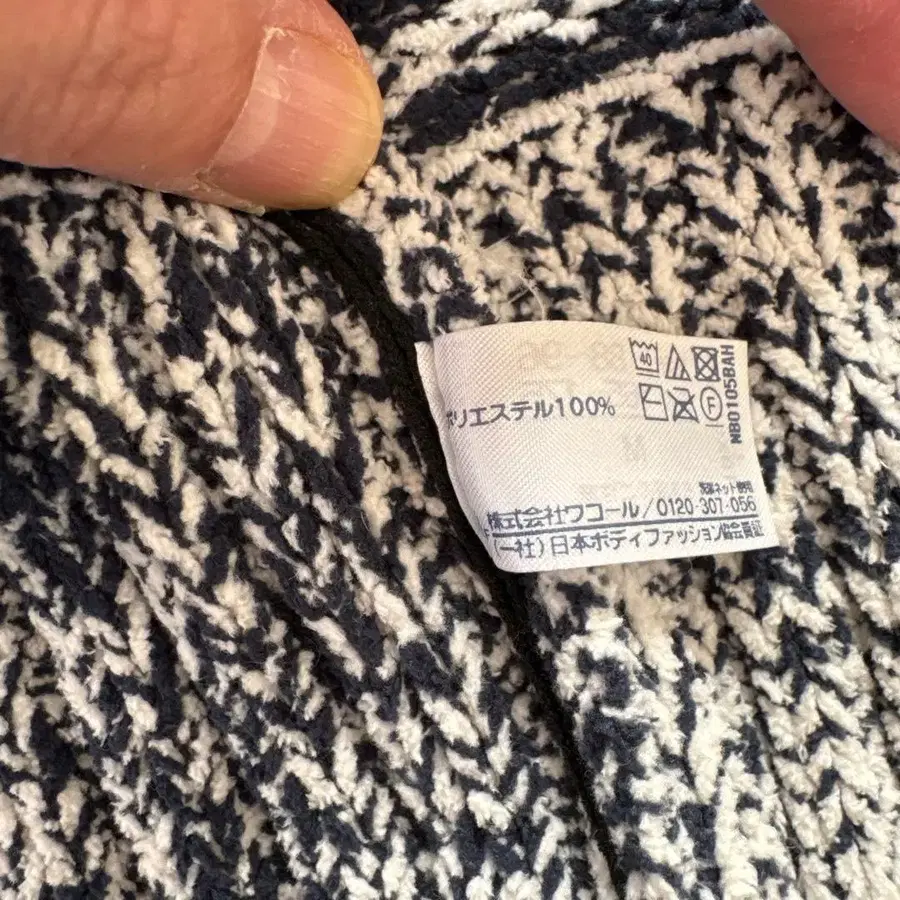 40
ポリエステル100%
F
NB0105BAH
洗濯ネット使用
株式会社ワコール/0120-307-056
(一社)日本ボディファッション協会員証